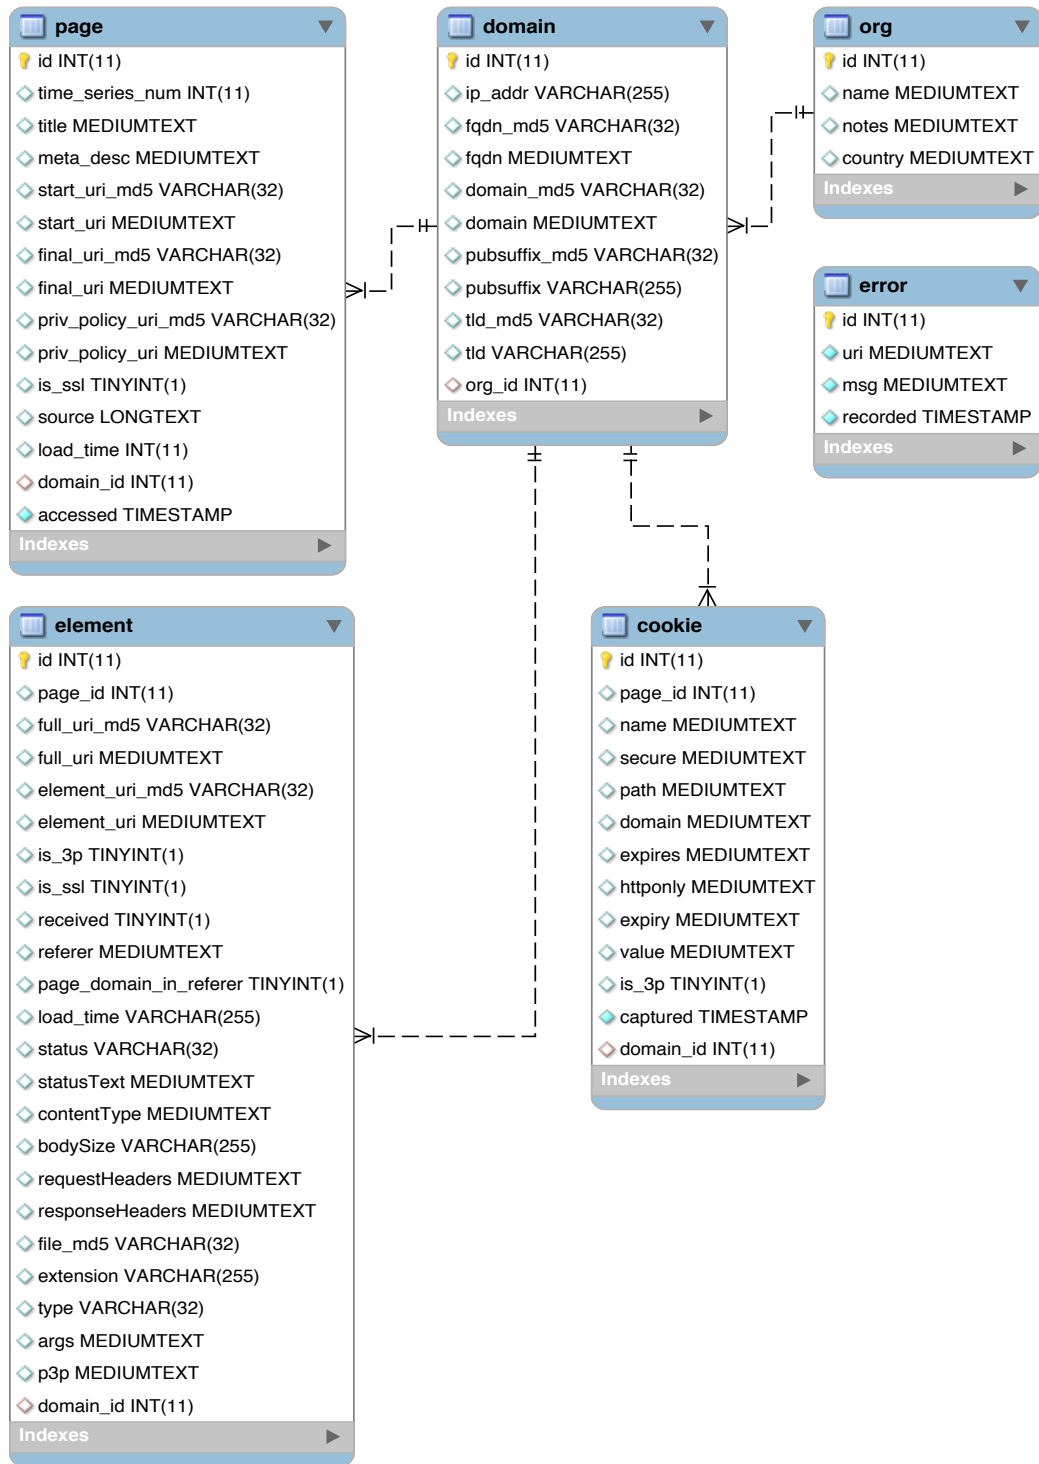 page
id INT(11)
time_series_num INT(11)
title MEDIUMTEXT
meta_desc MEDIUMTEXT
start_uri_md5 VARCHAR(32)
start_uri MEDIUMTEXT
final_uri_md5 VARCHAR(32)
final_uri MEDIUMTEXT
priv_policy_uri_md5 VARCHAR(32)
priv_policy_uri MEDIUMTEXT
is_ssl TINYINT(1)
source LONGTEXT
load_time INT(11)
domain_id INT(11)
accessed TIMESTAMP
Indexes
domain
id INT(11)
ip_addr VARCHAR(255)
fqdn_md5 VARCHAR(32)
fqdn MEDIUMTEXT
domain_md5 VARCHAR(32)
domain MEDIUMTEXT
pubsuffix_md5 VARCHAR(32)
pubsuffix VARCHAR(255)
tld_md5 VARCHAR(32)
tld VARCHAR(255)
org_id INT(11)
Indexes
org
id INT(11)
name MEDIUMTEXT
notes MEDIUMTEXT
country MEDIUMTEXT
Indexes
error
id INT(11)
uri MEDIUMTEXT
msg MEDIUMTEXT
recorded TIMESTAMP
Indexes
element
id INT(11)
page_id INT(11)
full_uri_md5 VARCHAR(32)
full_uri MEDIUMTEXT
element_uri_md5 VARCHAR(32)
element_uri MEDIUMTEXT
is_3p TINYINT(1)
is_ssl TINYINT(1)
received TINYINT(1)
referer MEDIUMTEXT
page_domain_in_referer TINYINT(1)
load_time VARCHAR(255)
status VARCHAR(32)
statusText MEDIUMTEXT
contentType MEDIUMTEXT
bodySize VARCHAR(255)
requestHeaders MEDIUMTEXT
responseHeaders MEDIUMTEXT
file_md5 VARCHAR(32)
extension VARCHAR(255)
type VARCHAR(32)
args MEDIUMTEXT
p3p MEDIUMTEXT
domain_id INT(11)
Indexes
cookie
id INT(11)
page_id INT(11)
name MEDIUMTEXT
secure MEDIUMTEXT
path MEDIUMTEXT
domain MEDIUMTEXT
expires MEDIUMTEXT
httponly MEDIUMTEXT
expiry MEDIUMTEXT
value MEDIUMTEXT
is_3p TINYINT(1)
captured TIMESTAMP
domain_id INT(11)
Indexes